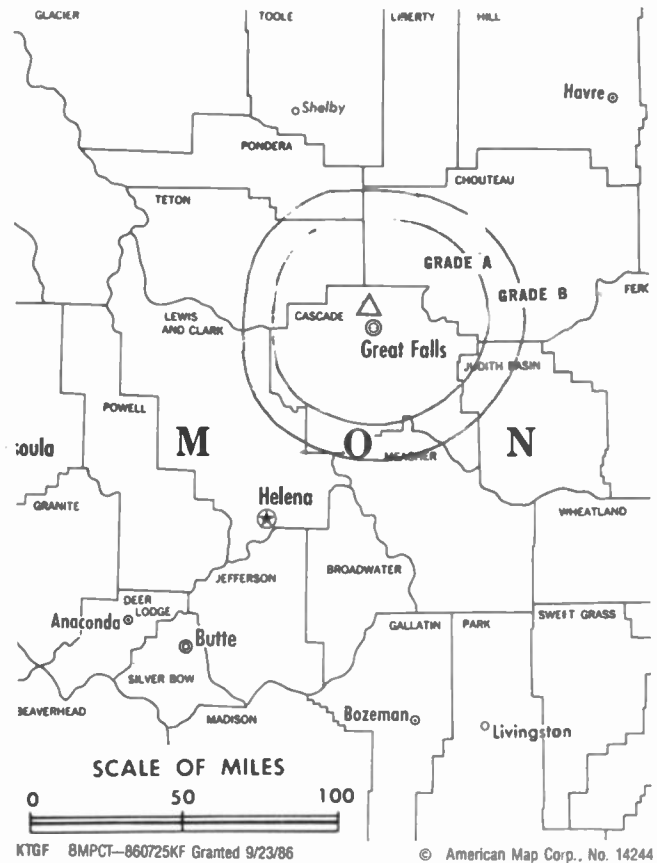 GLACIER TOOLE LIBERTY HILL
Shelby
Havre
PONDERA
CHOUTEAU
TETON
GRADE A
GRADE B
LEWIS
AND CLARK
CASCADE
Great Falls
JUDITH BASIN
POWELL
M O N
soula
MEAGHER
Helena
GRANITE
WHEATLAND
JEFFERSON
BROADWATER
DEER
LODGE
Anaconda
GALLATIN PARK SWEET GRASS
Butte
SILVER BOW
BEAVERHEAD
MADISON
Bozeman
Livingston
SCALE OF MILES
0 50 100
KTGF 8MPCT—860725KF Granted 9/23/86
© American Map Corp., No. 14244